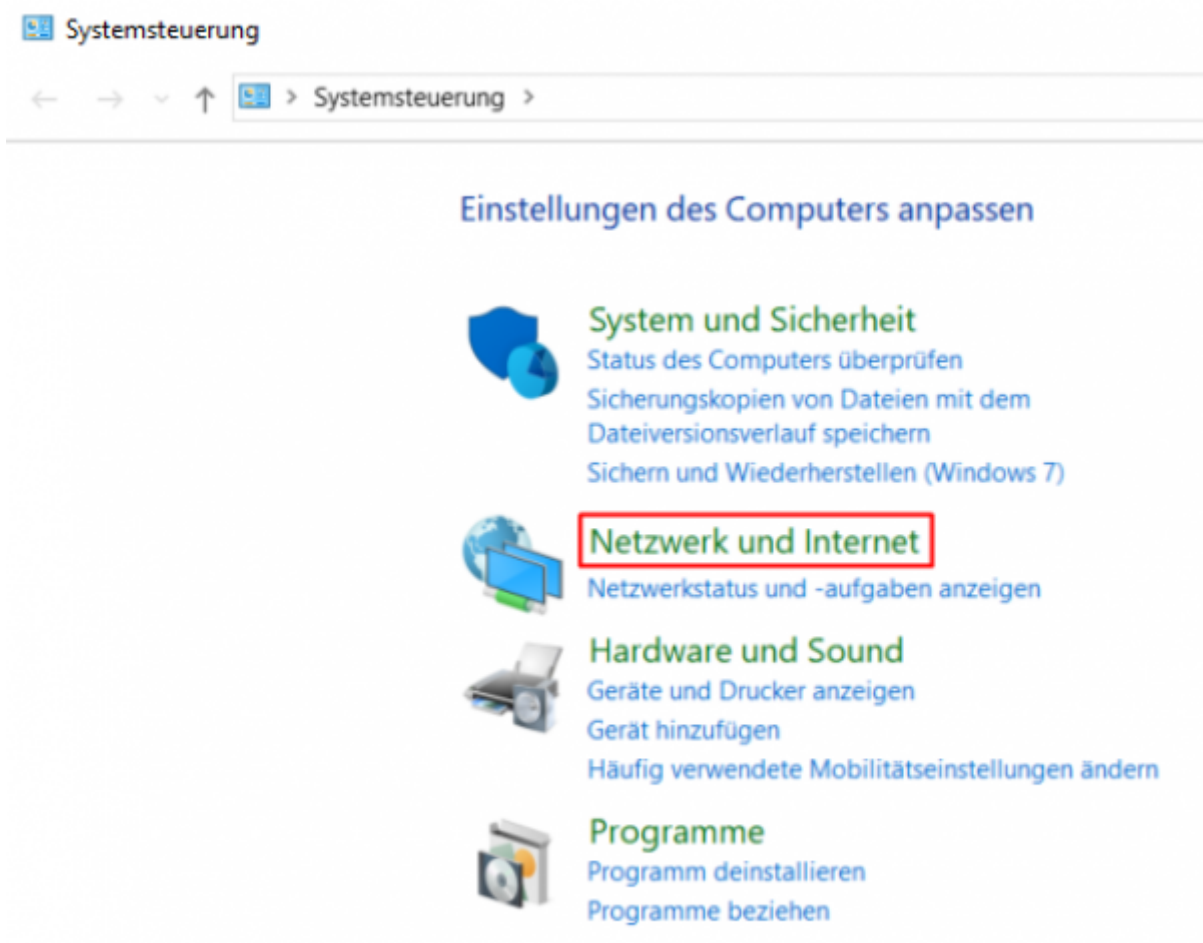 Systemsteuerung
Systemsteuerung
Einstellungen des Computers anpassen
System und Sicherheit
Status des Computers überprüfen
Sicherungskopien von Dateien mit dem
Dateiversionsverlauf speichern
Sichern und Wiederherstellen (Windows 7)
Netzwerk und Internet
Netzwerkstatus und -aufgaben anzeigen
Hardware und Sound
Geräte und Drucker anzeigen
Gerät hinzufügen
Häufig verwendete Mobilitätseinstellungen ändern
Programme
Programm deinstallieren
Programme beziehen